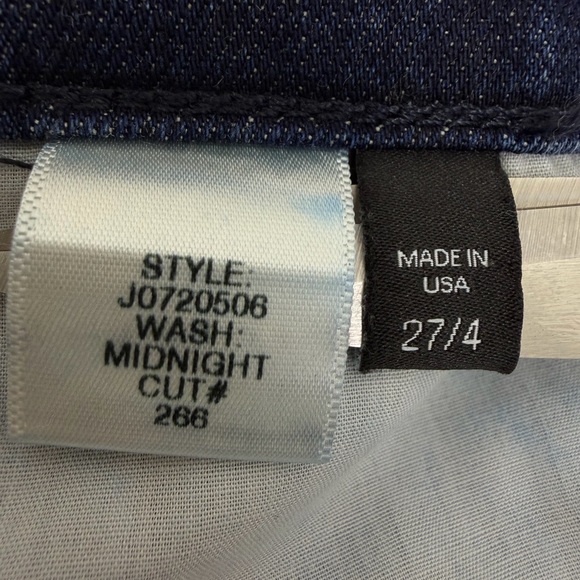 STYLE:
J0720506
WASH:
MIDNIGHT
CUT#
266
MADE IN
USA
27/4